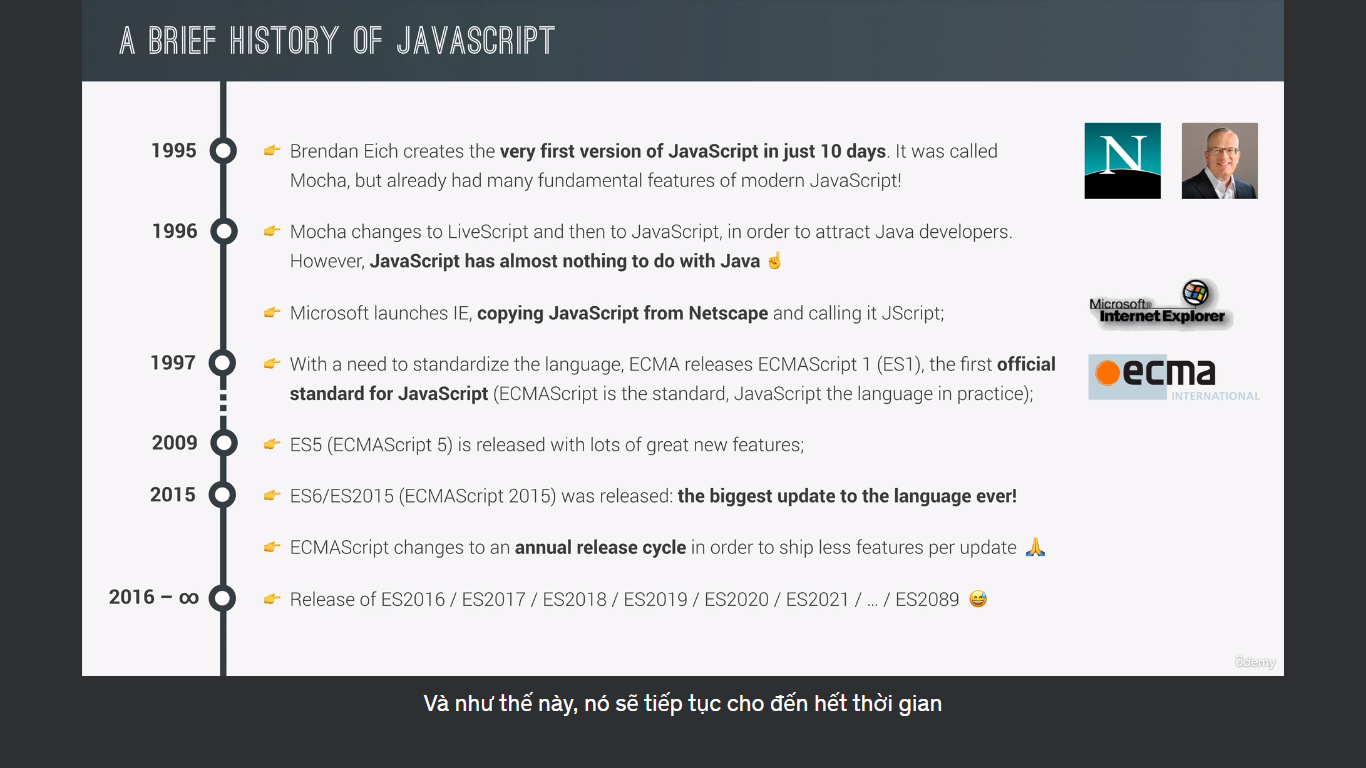 A BRIEF HISTORY OF JAVASCRIPT
1995
👉 Brendan Eich creates the very first version of JavaScript in just 10 days. It was called
Mocha, but already had many fundamental features of modern JavaScript!
N
1996
👉 Mocha changes to LiveScript and then to JavaScript, in order to attract Java developers.
However, JavaScript has almost nothing to do with Java ☝️
👉 Microsoft launches IE, copying JavaScript from Netscape and calling it JScript;
Microsoft®
Internet Explorer
1997
👉 With a need to standardize the language, ECMA releases ECMAScript 1 (ES1), the first official
standard for JavaScript (ECMAScript is the standard, JavaScript the language in practice);
ecma
INTERNATIONAL
2009
👉 ES5 (ECMAScript 5) is released with lots of great new features;
2015
👉 ES6/ES2015 (ECMAScript 2015) was released: the biggest update to the language ever!
👉 ECMAScript changes to an annual release cycle in order to ship less features per update 🙏
2016 – ∞
👉 Release of ES2016 / ES2017 / ES2018 / ES2019 / ES2020 / ES2021 / … / ES2089 😅
ûdemy
Và như thế này, nó sẽ tiếp tục cho đến hết thời gian